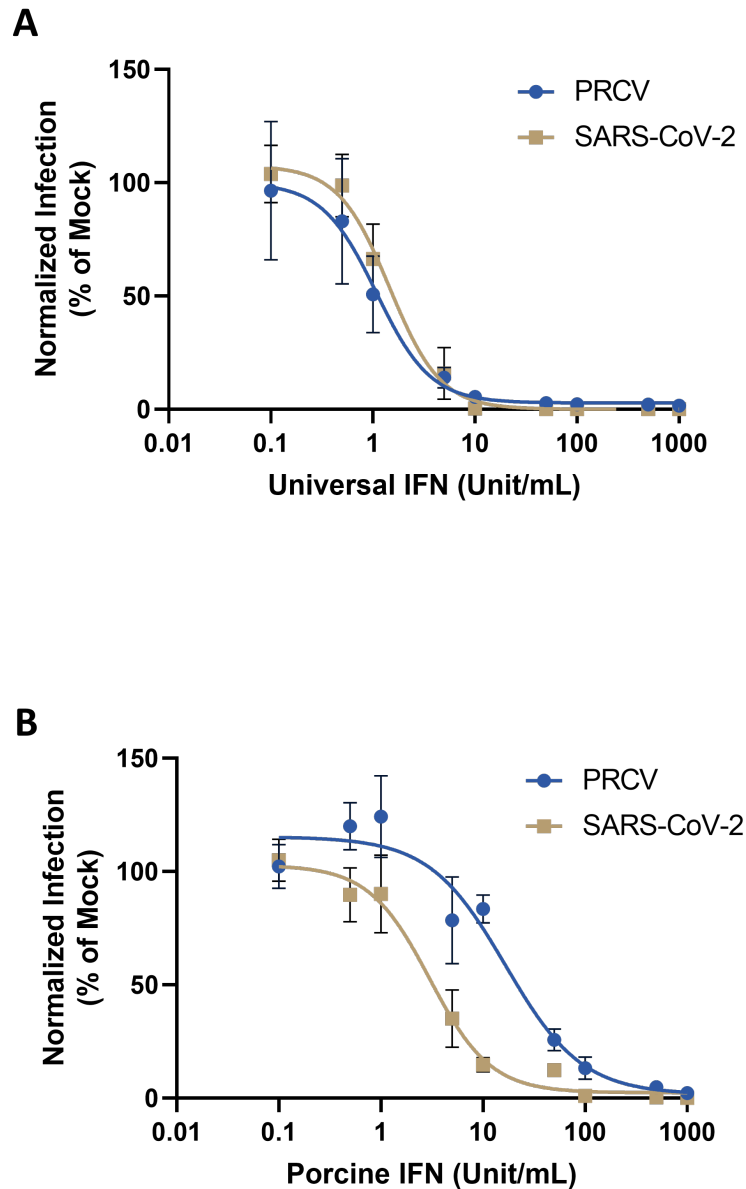 A
Normalized Infection
(% of Mock)
150
100
50
0
PRCV
SARS-CoV-2
0.01 0.1 1 10 100 1000
Universal IFN (Unit/mL)
B
Normalized Infection
(% of Mock)
150
100
50
0
PRCV
SARS-CoV-2
0.01 0.1 1 10 100 1000
Porcine IFN (Unit/mL)